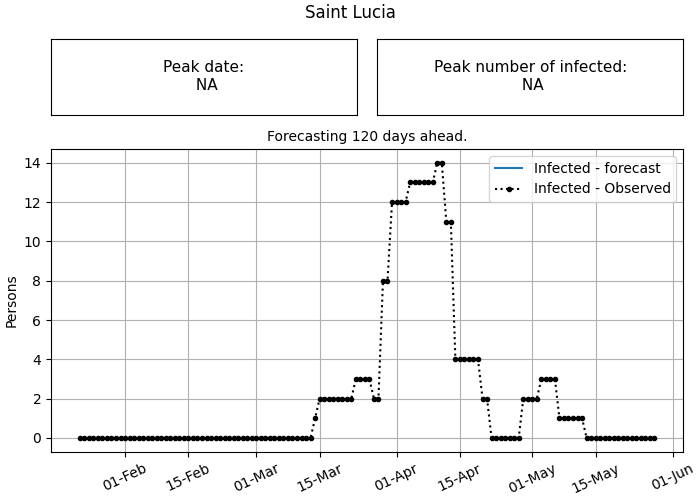 Saint Lucia
Peak date:
NA
Peak number of infected:
NA
Forecasting 120 days ahead.
Infected - forecast
Infected - Observed
Persons
14
12
10
8
6
4
2
0
01-Feb
15-Feb
01-Mar
15-Mar
01-Apr
15-Apr
01-May
15-May
01-Jun